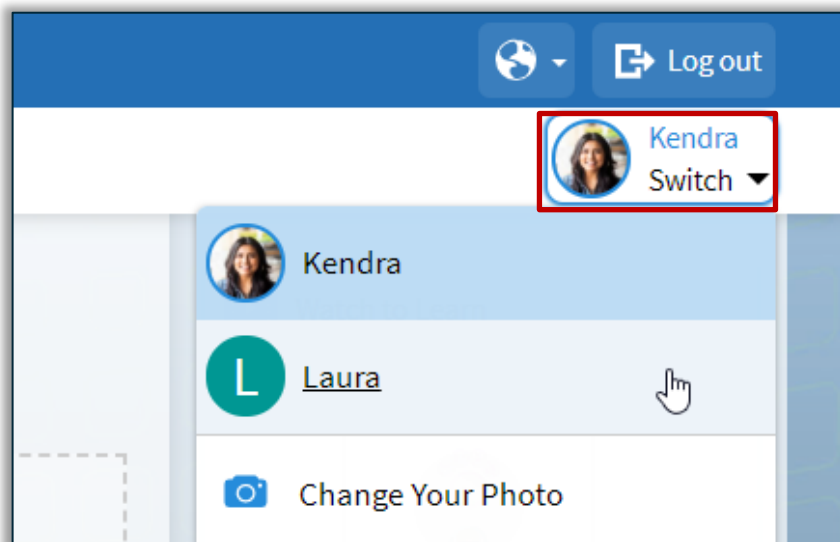 Log out
Kendra
Switch
Kendra
L
Laura
Change Your Photo